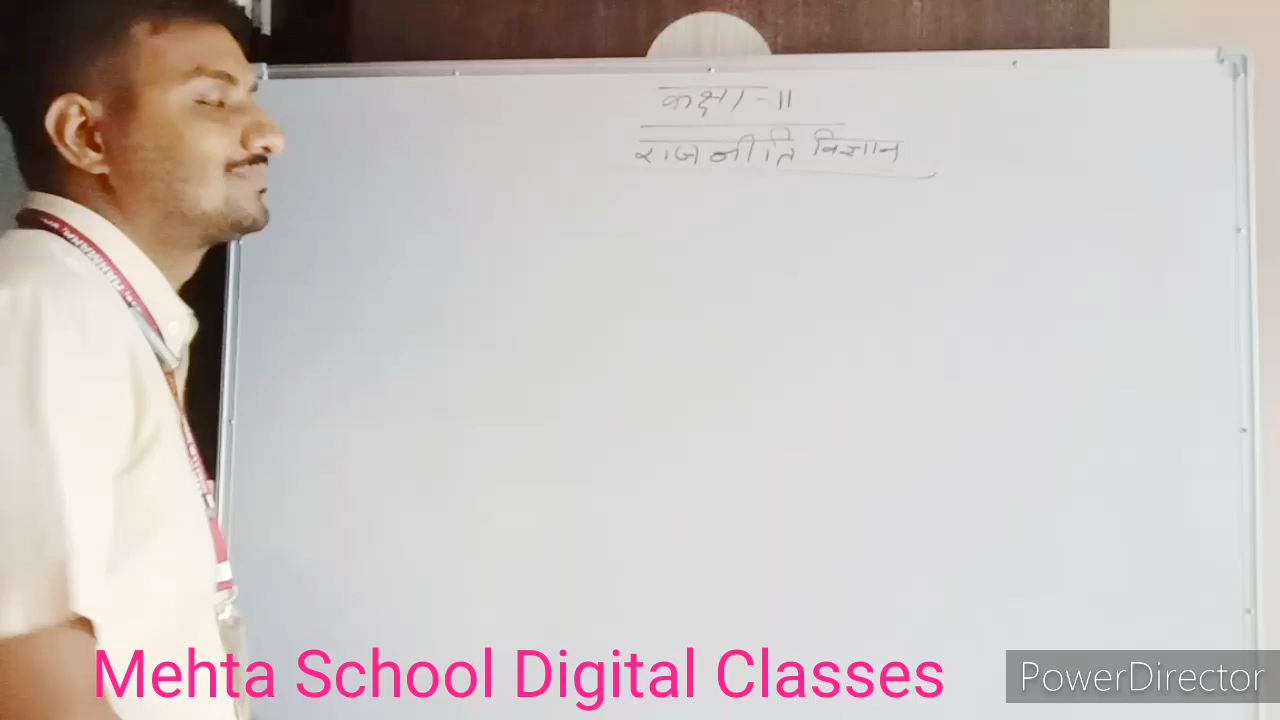 कक्षा - 11
राजनीति विज्ञान
Mehta School Digital Classes
PowerDirector